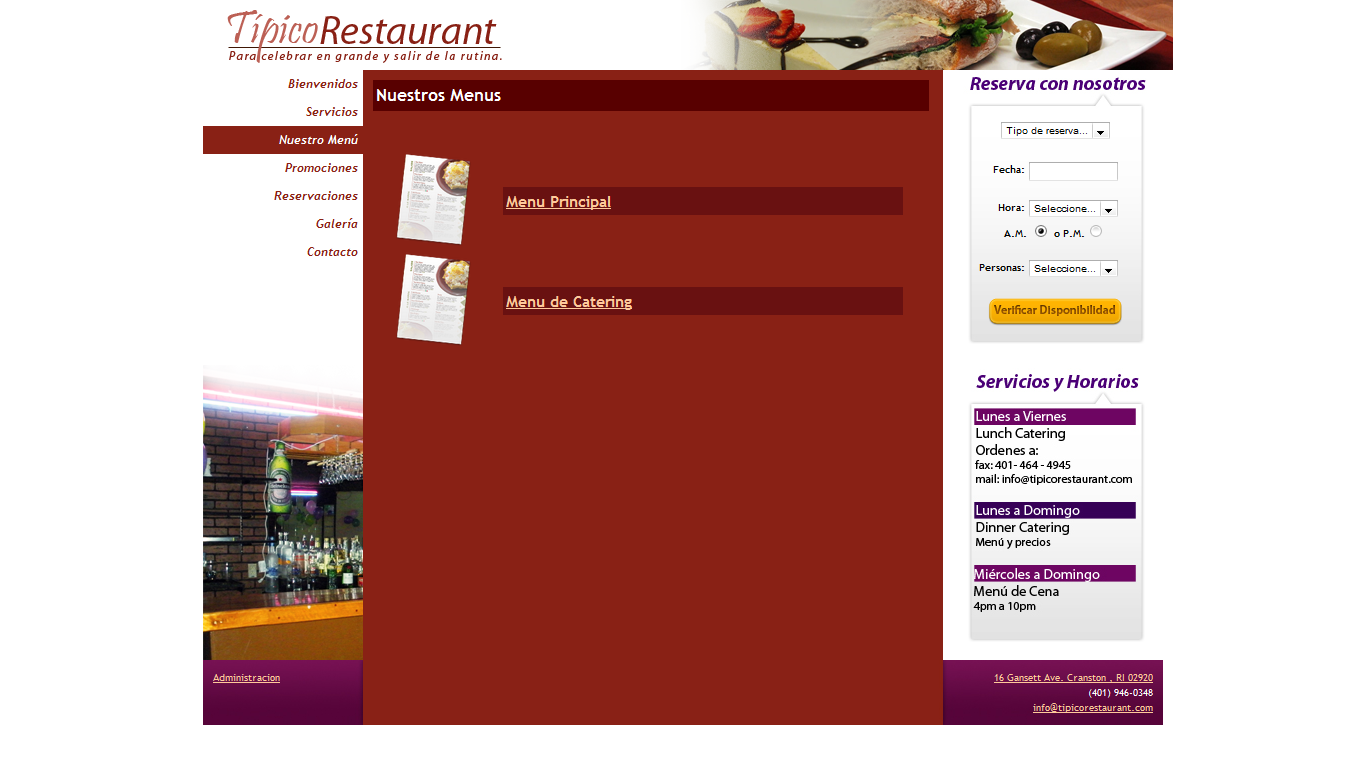 Típico Restaurant
Para celebrar en grande y salir de la rutina.
Bienvenidos
Servicios
Nuestro Menú
Promociones
Reservaciones
Galería
Contacto
Nuestros Menus
Menu Principal
Menu de Catering
Reserva con nosotros
Tipo de reserva...
Fecha:
Hora: Seleccione...
A.M. o P.M.
Personas: Seleccione...
Verificar Disponibilidad
Servicios y Horarios
Lunes a Viernes
Lunch Catering
Ordenes a:
fax: 401- 464 - 4945
mail: info@tipicorestaurant.com
Lunes a Domingo
Dinner Catering
Menú y precios
Miércoles a Domingo
Menú de Cena
4pm a 10pm
Administracion
16 Gansett Ave. Cranston , RI 02920
(401) 946-0348
info@tipicorestaurant.com